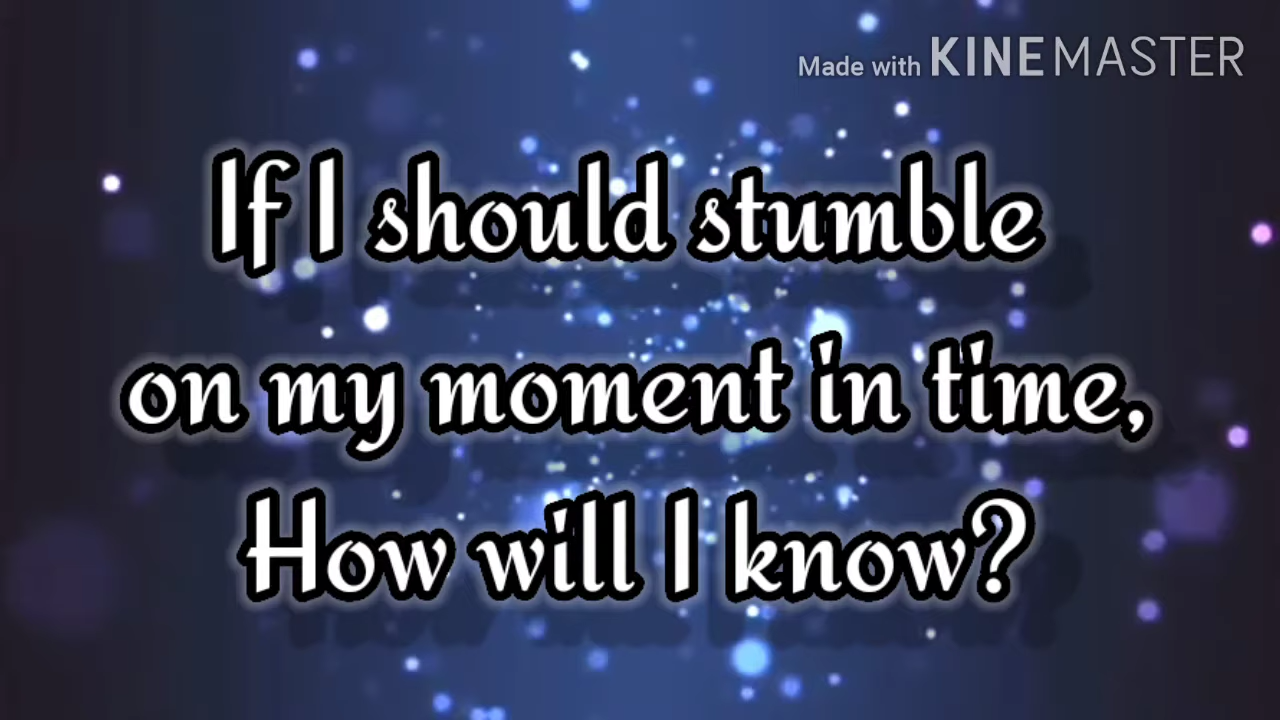 Made with KINEMASTER
If I should stumble
on my moment in time,
How will I know?